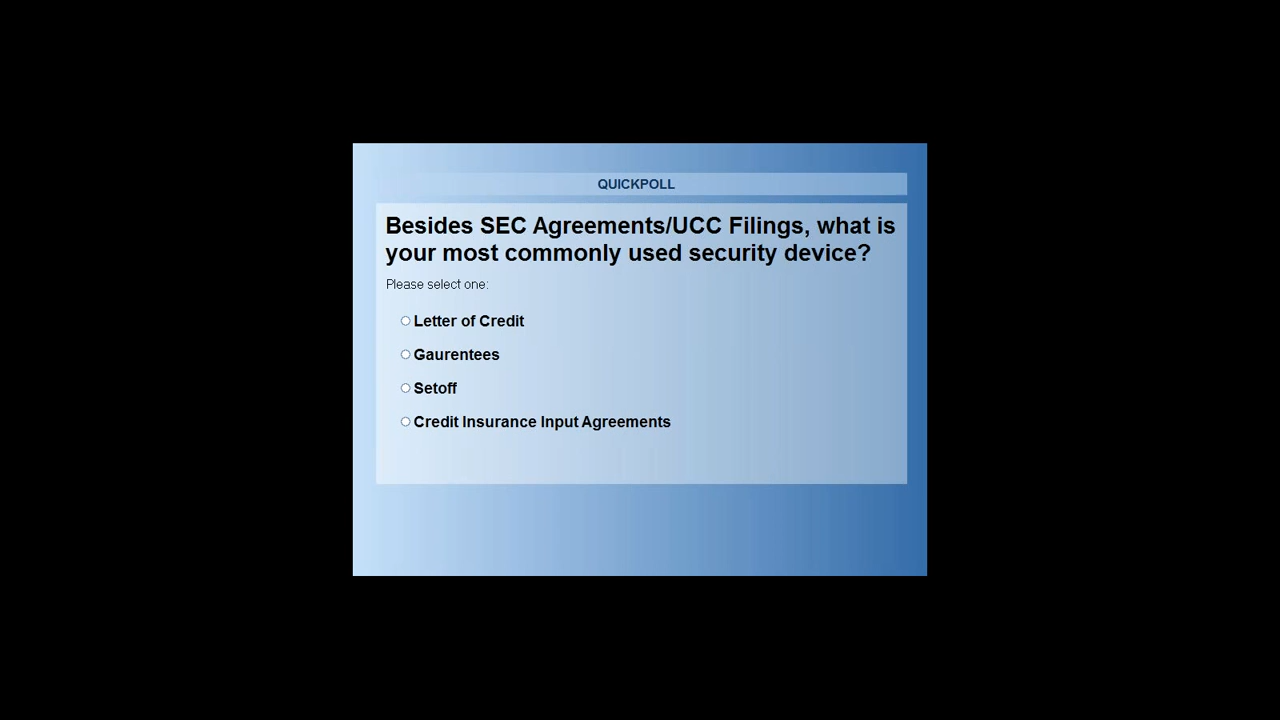 QUICKPOLL
Besides SEC Agreements/UCC Filings, what is
your most commonly used security device?
Please select one:
Letter of Credit
Gaurentees
Setoff
Credit Insurance Input Agreements